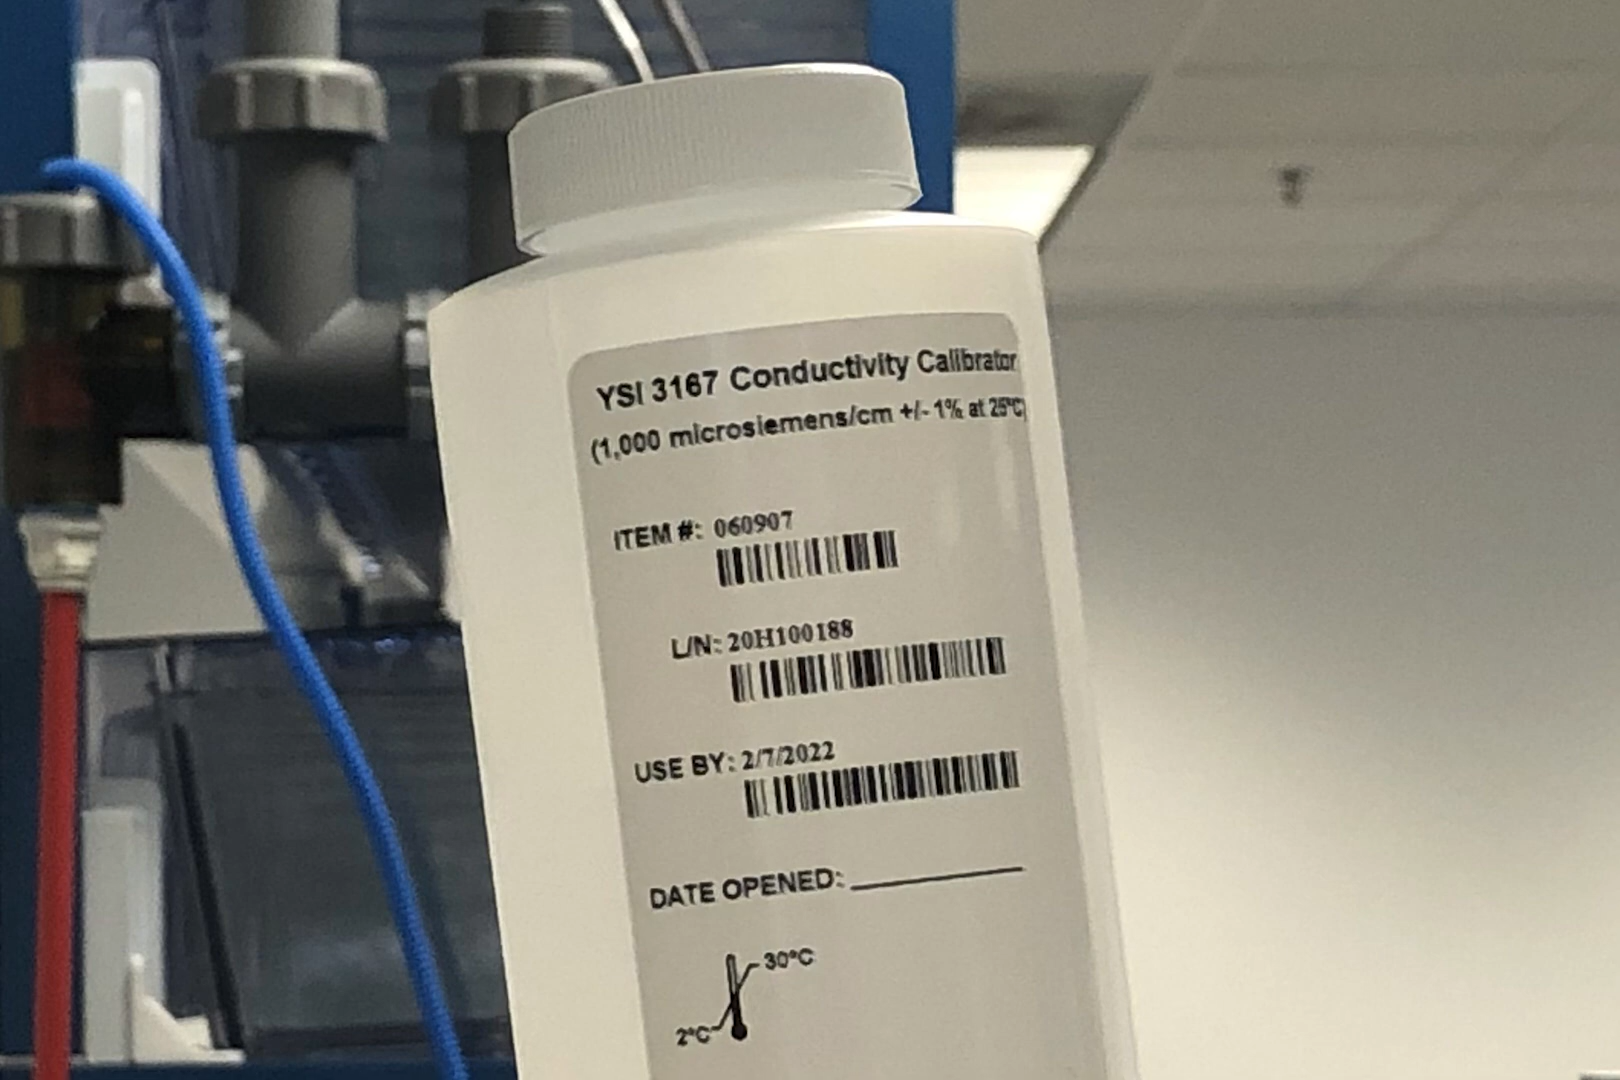 YSI 3167 Conductivity Calibrator
(1,000 microsiemens/cm +/- 1% at 25°C)
ITEM #: 060907
L/N: 20H100188
USE BY: 2/7/2022
DATE OPENED:
30°C
2°C